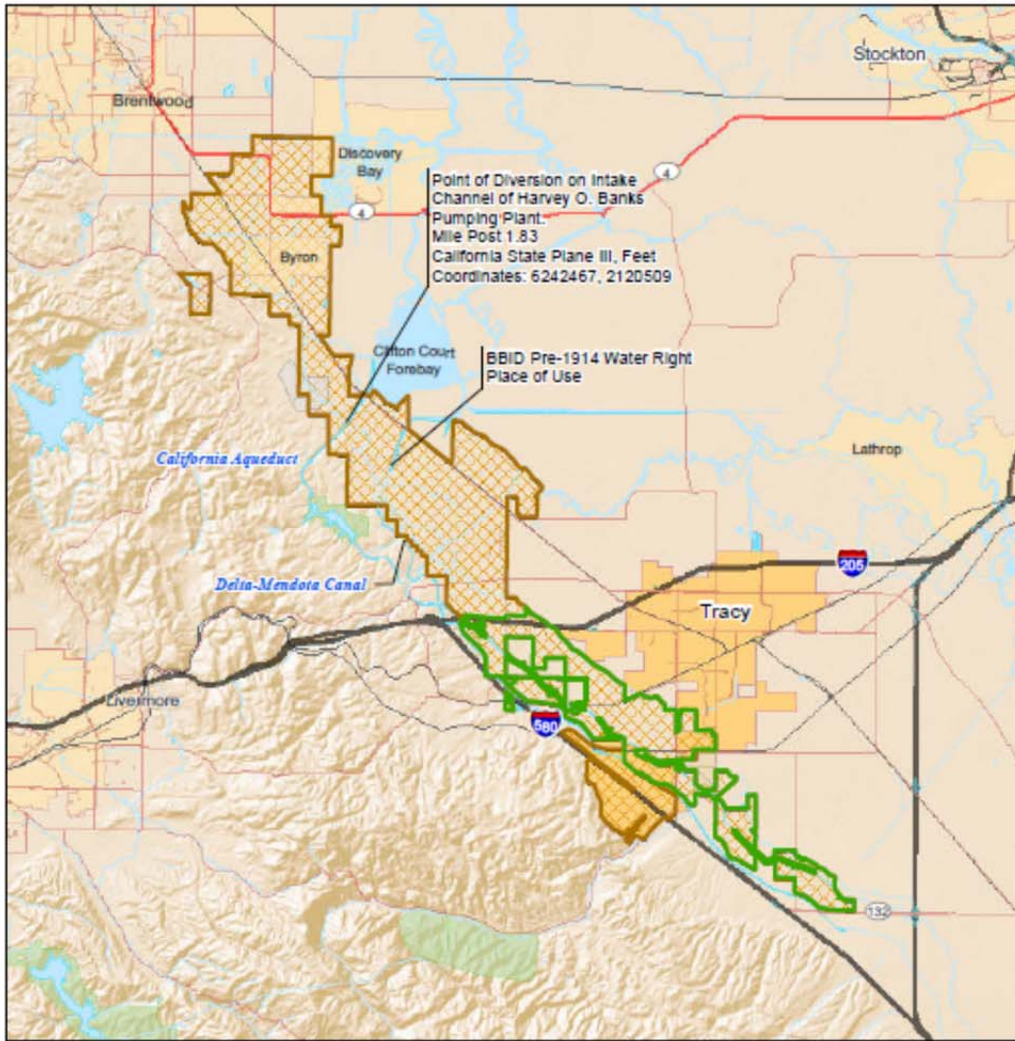 Stockton
Brentwood
Discovery
Bay
4
Point of Diversion on Intake
Channel of Harvey O. Banks
Pumping Plant:
Mile Post 1.83
California State Plane III, Feet
Coordinates: 6242467, 2120509
4
Byron
Clifton Court
Forebay
BBID Pre-1914 Water Right
Place of Use
California Aqueduct
Lathrop
Delta-Mendota Canal
205
Tracy
Livermore
580
132